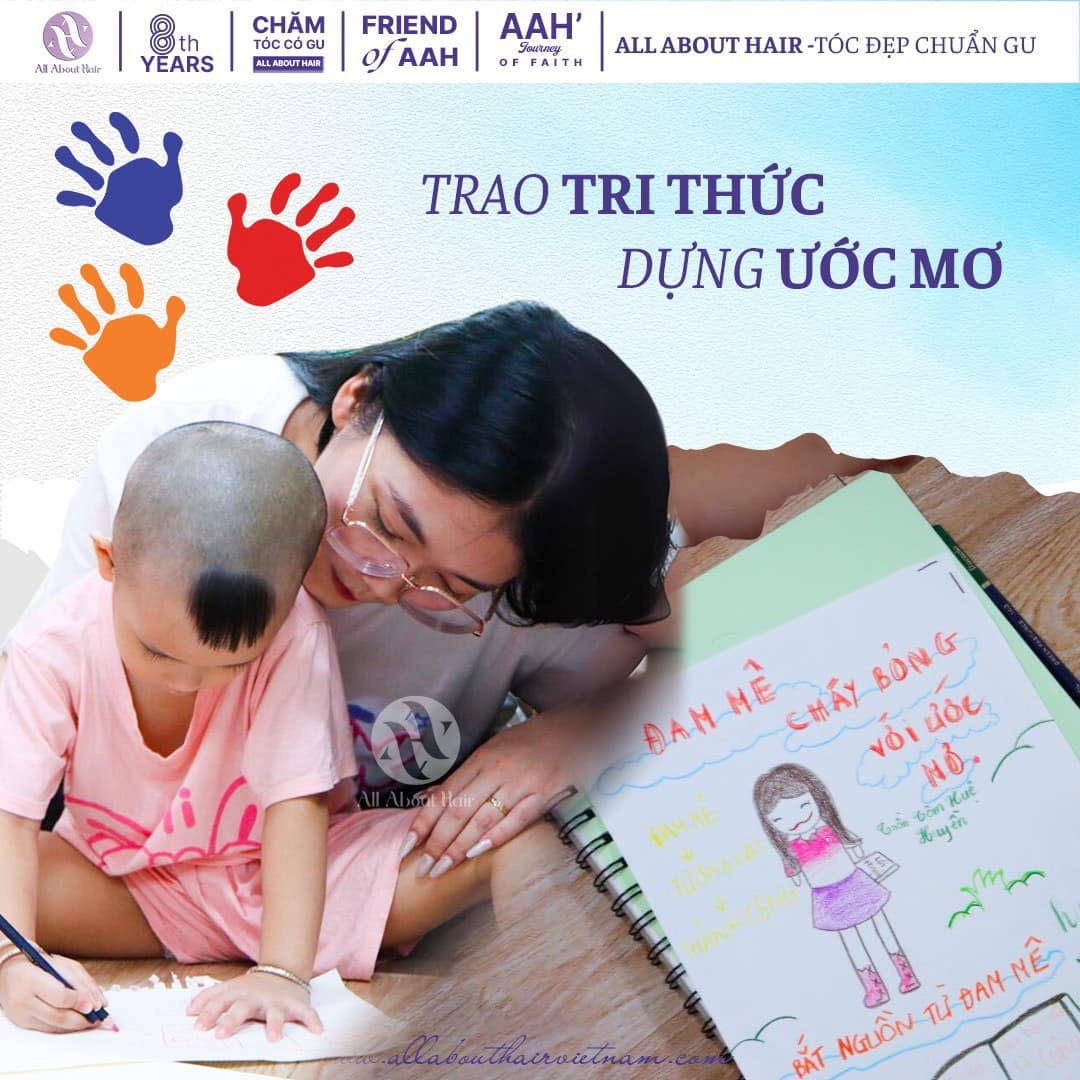 All About Hair
8th
YEARS
CHĂM
TÓC CÓ GU
ALL ABOUT HAIR
FRIEND
of AAH
AAH'
Journey
OF FAITH
ALL ABOUT HAIR -TÓC ĐẸP CHUẨN GU
TRAO TRI THỨC
DỰNG ƯỚC MƠ
All About Hair
ĐAM MÊ
CHÁY BỎNG
VỚI ƯỚC
ĐAM MÊ
BẮT NGUỒN TỪ ĐAM MÊ
www.allabouthairvietnam.com